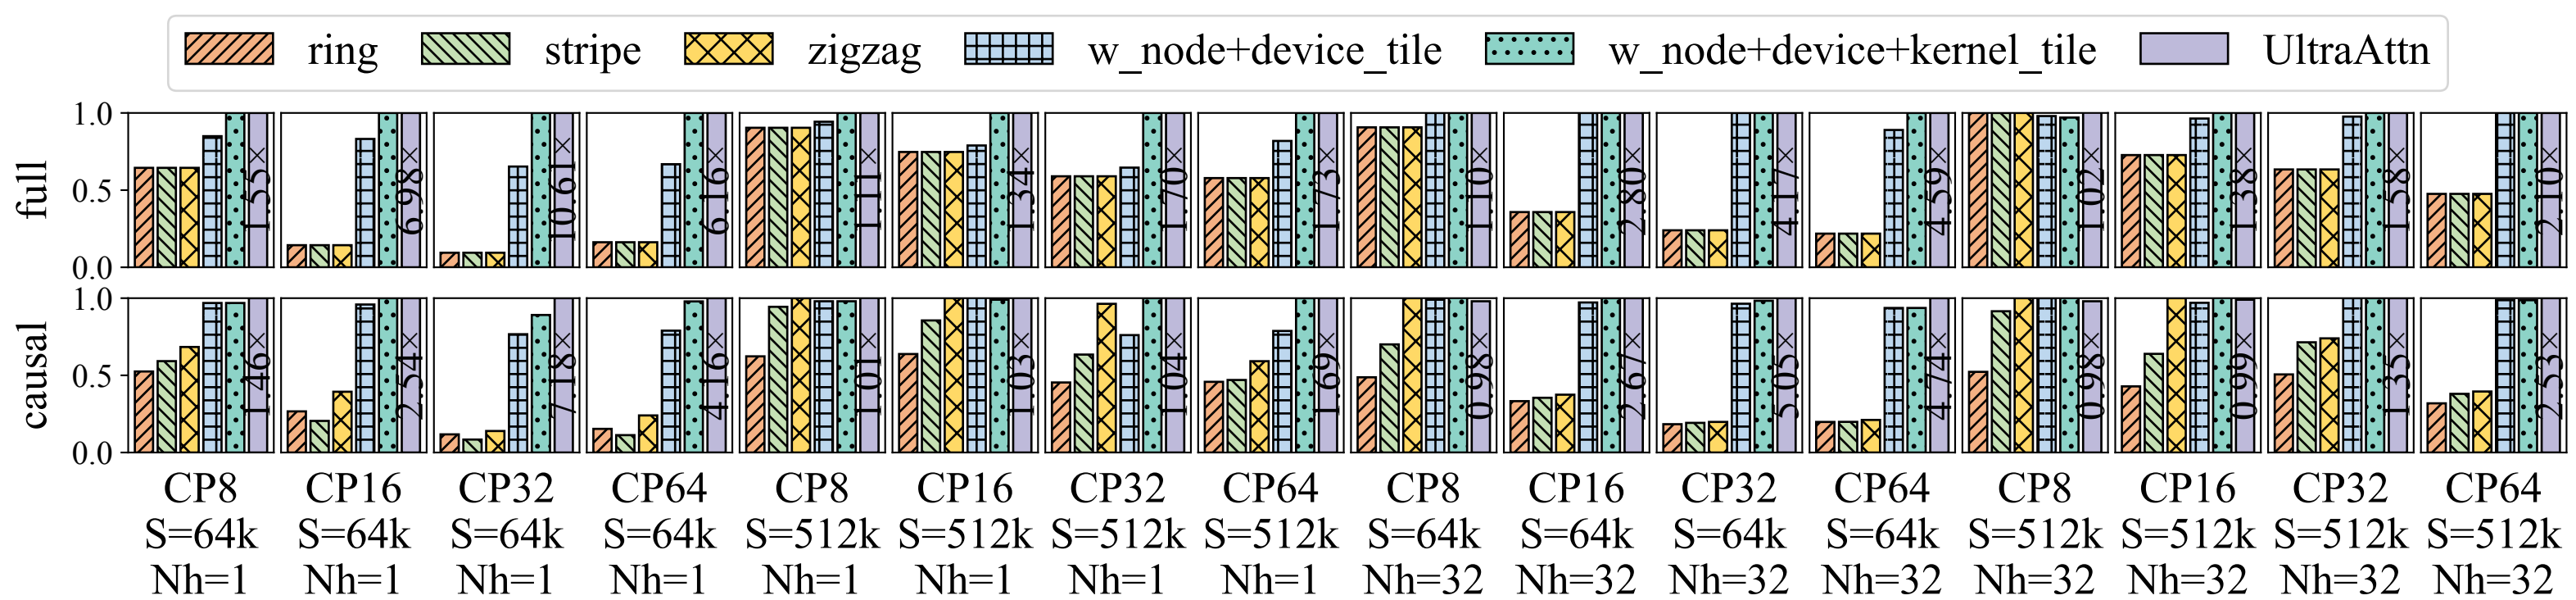 ring stripe zigzag w_node+device_tile w_node+device+kernel_tile UltraAttn
full
1.0
0.5
0.0
1.55× 6.98× 10.61× 6.16× 1.11× 1.34× 1.70× 1.73× 1.10× 2.80× 4.17× 4.59× 1.02× 1.38× 1.58× 2.10×
causal
1.0
0.5
0.0
1.46× 2.54× 7.18× 4.16× 1.01× 1.03× 1.04× 1.69× 0.98× 2.67× 5.05× 4.74× 0.98× 0.99× 1.35× 2.53×
CP8 CP16 CP32 CP64 CP8 CP16 CP32 CP64 CP8 CP16 CP32 CP64 CP8 CP16 CP32 CP64
S=64k S=64k S=64k S=64k S=512k S=512k S=512k S=512k S=64k S=64k S=64k S=64k S=512k S=512k S=512k S=512k
Nh=1 Nh=1 Nh=1 Nh=1 Nh=1 Nh=1 Nh=1 Nh=1 Nh=32 Nh=32 Nh=32 Nh=32 Nh=32 Nh=32 Nh=32 Nh=32